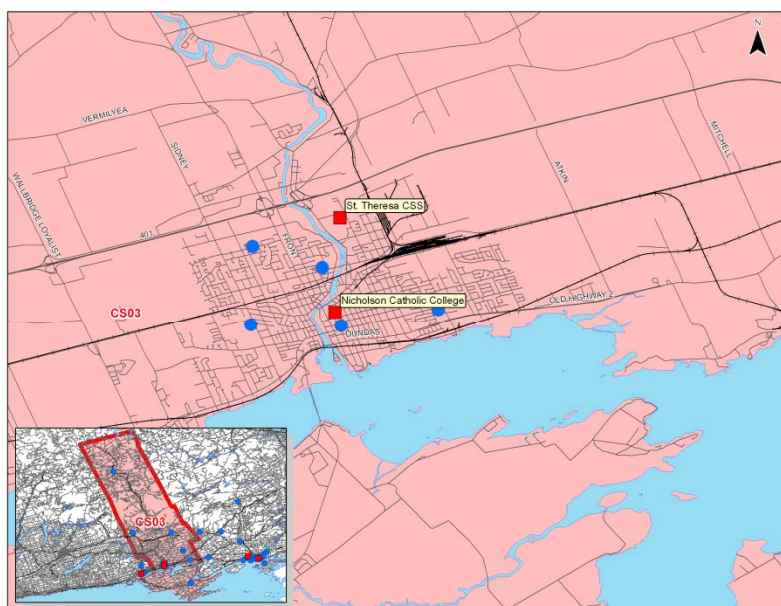 N
VERMILYEA
SIDNEY
MITCHELL
ATKIN
WALLBRIDGE LOYALIST
St. Theresa CSS
401
FRONT
Nicholson Catholic College
OLD HIGHWAY 2
CS03
DUNDAS
CS03